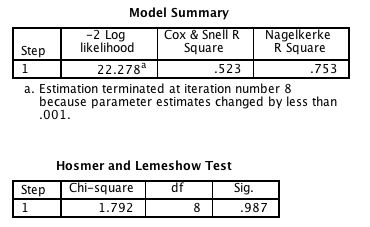 Model Summary
Step
-2 Log likelihood
Cox & Snell R Square
Nagelkerke R Square
1 22.278a .523 .753
a. Estimation terminated at iteration number 8
because parameter estimates changed by less than
.001.
Hosmer and Lemeshow Test
Step Chi-square df Sig.
1 1.792 8 .987